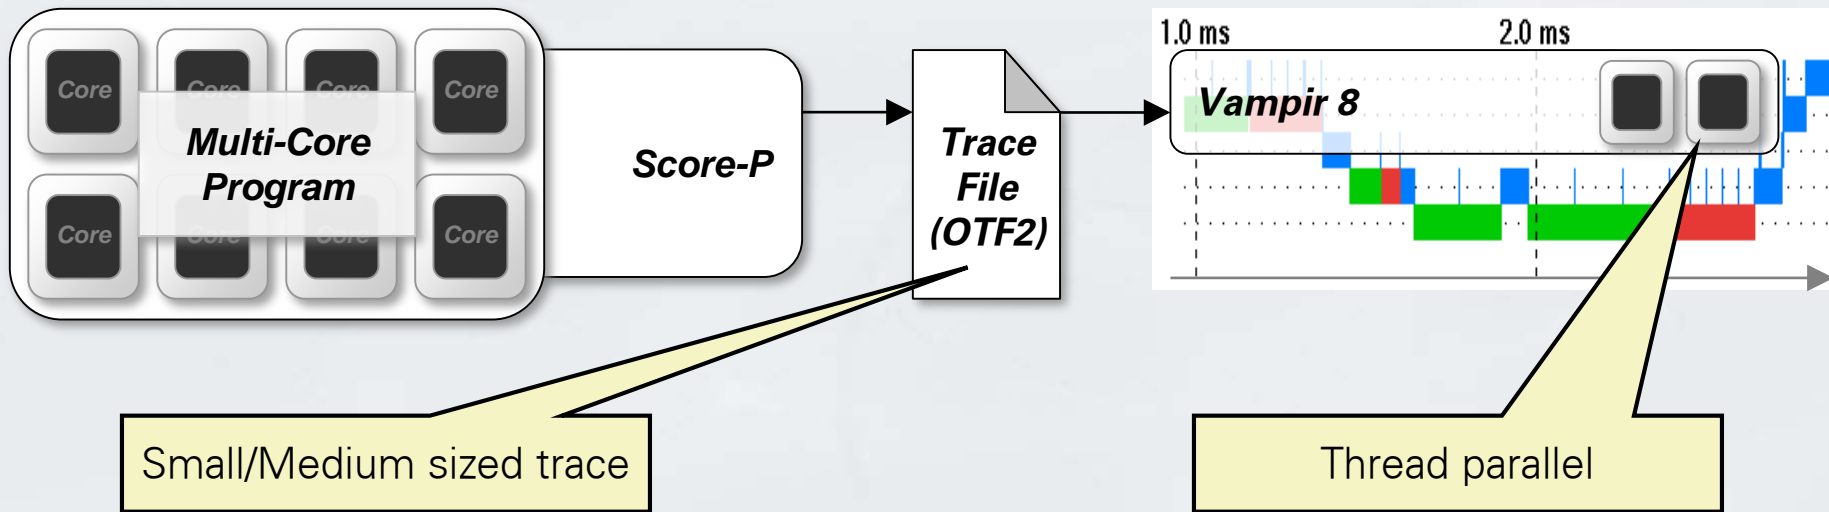 Core
Core
Core
Core
Multi-Core
Program
Core
Core
Core
Core
Score-P
Trace
File
(OTF2)
1.0 ms
2.0 ms
Vampir 8
Small/Medium sized trace
Thread parallel